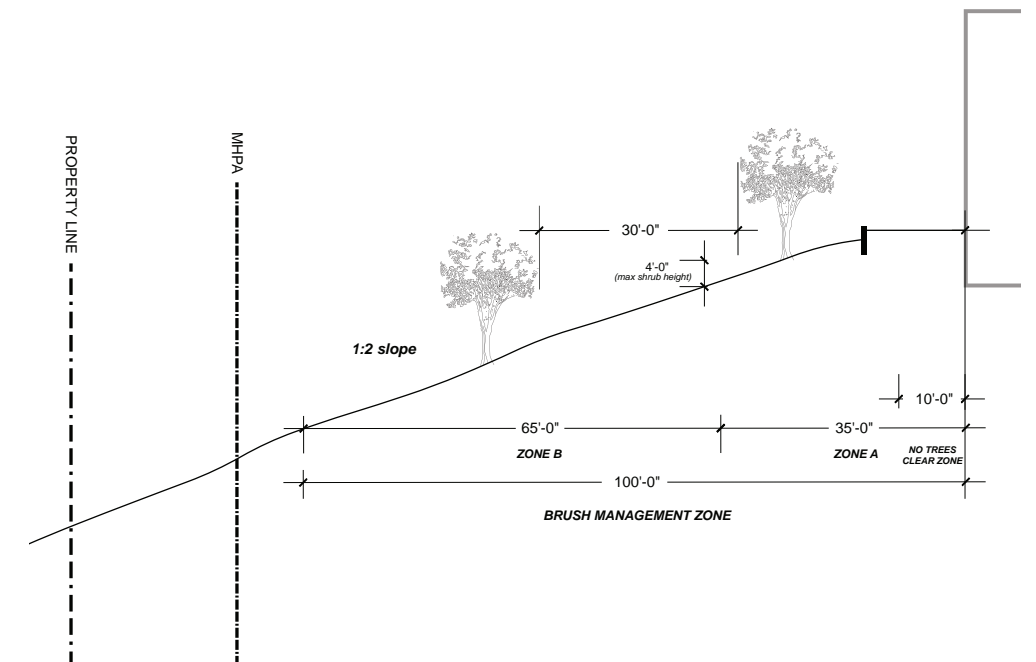 PROPERTY LINE
MHPA
30'-0"
4'-0"
(max shrub height)
1:2 slope
10'-0"
65'-0"
35'-0"
ZONE B
ZONE A
NO TREES
CLEAR ZONE
100'-0"
BRUSH MANAGEMENT ZONE